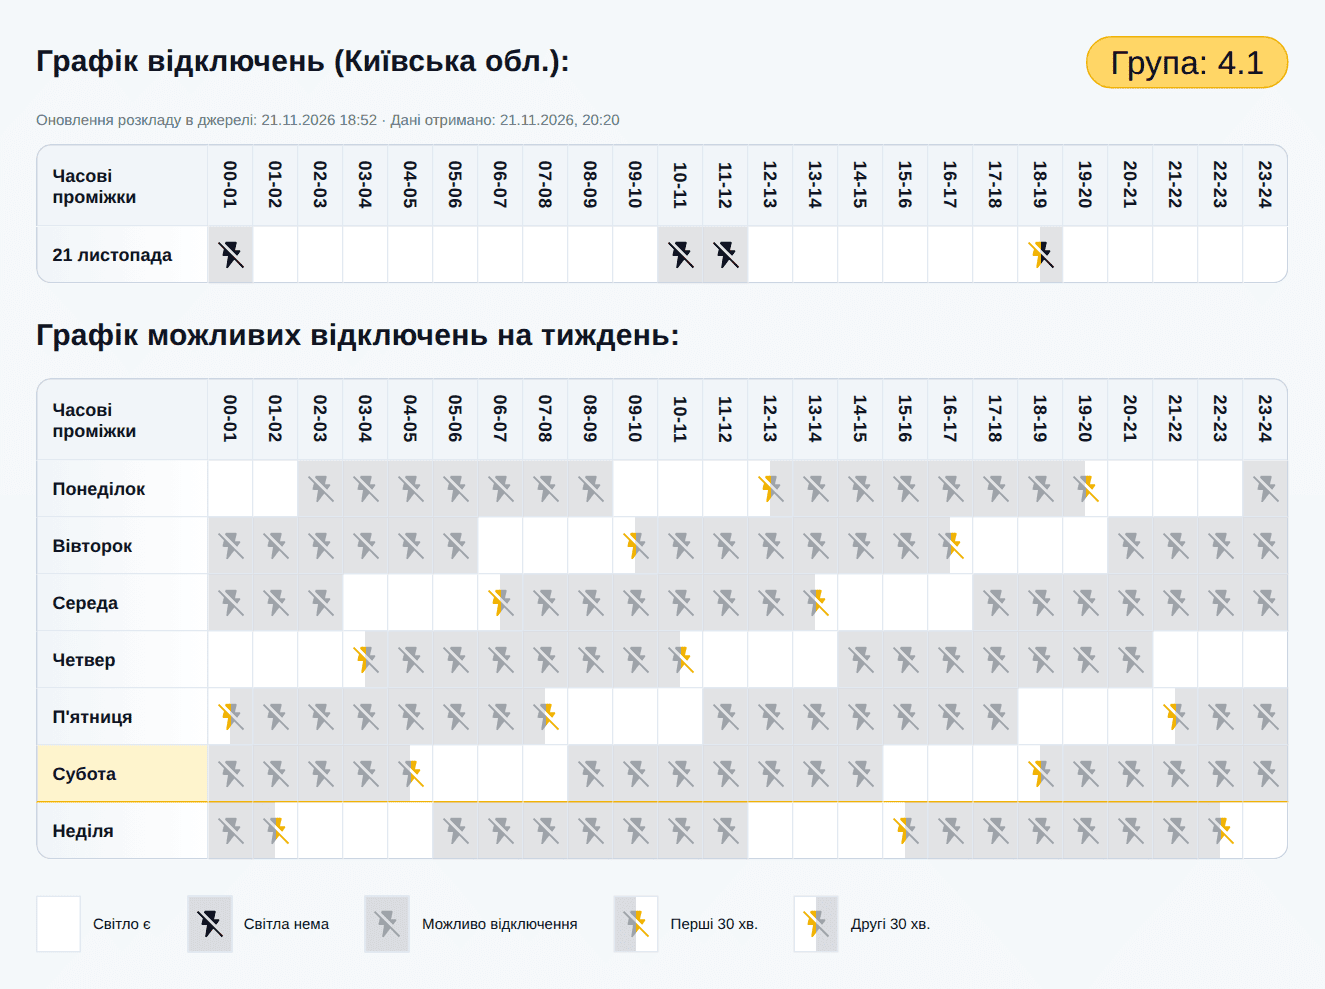 Графік відключень (Київська обл.):
Група: 4.1
Оновлення розкладу в джерелі: 21.11.2026 18:52 · Дані отримано: 21.11.2026, 20:20
Часові проміжки 00-01 01-02 02-03 03-04 04-05 05-06 06-07 07-08 08-09 09-10 10-11 11-12 12-13 13-14 14-15 15-16 16-17 17-18 18-19 19-20 20-21 21-22 22-23 23-24
21 листопада
Графік можливих відключень на тиждень:
Часові проміжки 00-01 01-02 02-03 03-04 04-05 05-06 06-07 07-08 08-09 09-10 10-11 11-12 12-13 13-14 14-15 15-16 16-17 17-18 18-19 19-20 20-21 21-22 22-23 23-24
Понеділок
Вівторок
Середа
Четвер
П'ятниця
Субота
Неділя
Світло є Світла нема Можливо відключення Перші 30 хв. Другі 30 хв.